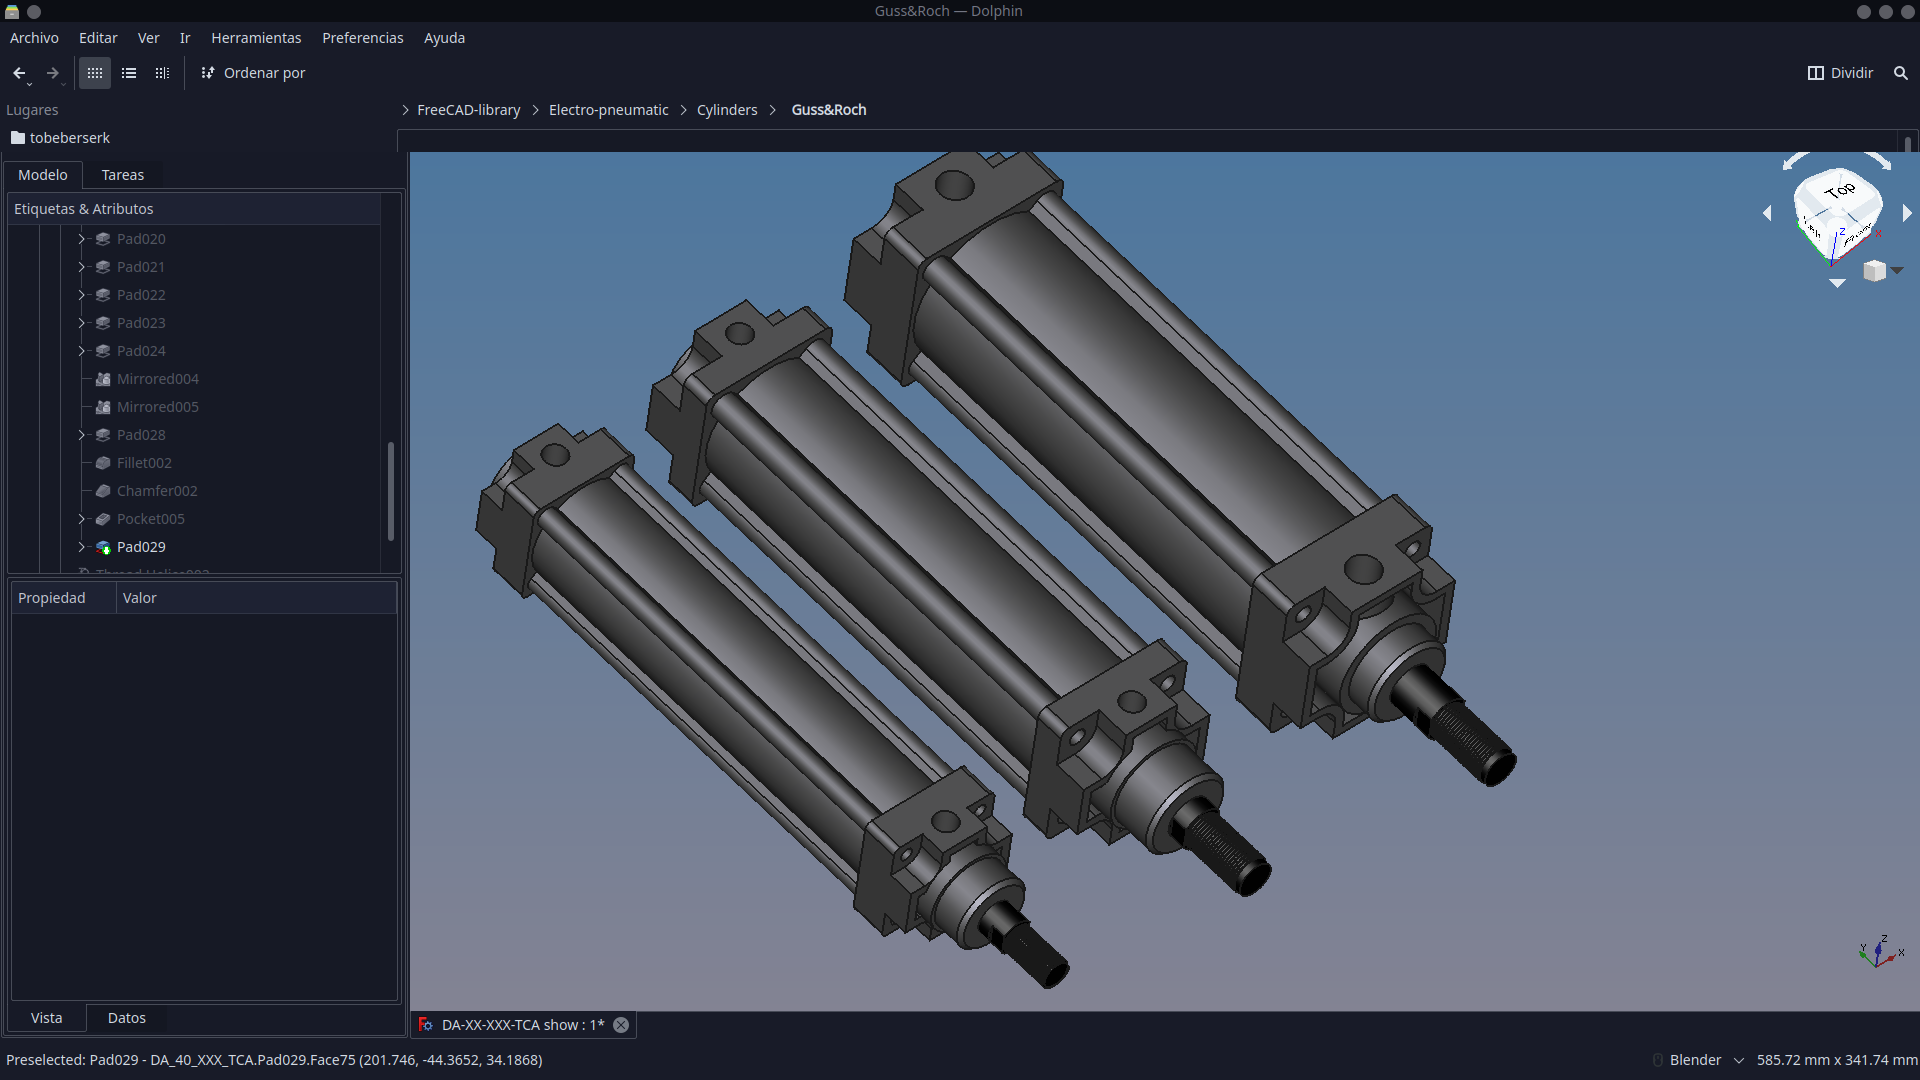 Guss&Roch — Dolphin
Archivo Editar Ver Ir Herramientas Preferencias Ayuda
Ordenar por
Dividir
Lugares
FreeCAD-library Electro-pneumatic Cylinders Guss&Roch
tobeberserk
Modelo Tareas
Etiquetas & Atributos
Pad020
Pad021
Pad022
Pad023
Pad024
Mirrored004
Mirrored005
Pad028
Fillet002
Chamfer002
Pocket005
Pad029
Propiedad Valor
Vista Datos
Top
Z
X
Y
Z
X
DA-XX-XXX-TCA show : 1*
Preselected: Pad029 - DA_40_XXX_TCA.Pad029.Face75 (201.746, -44.3652, 34.1868)
Blender
585.72 mm x 341.74 mm